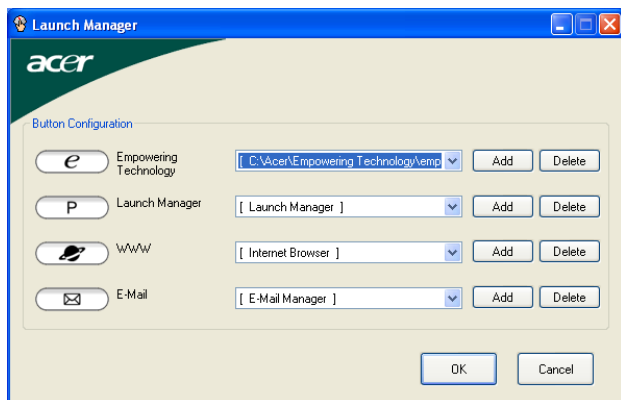 Launch Manager
acer
Button Configuration
e Empowering Technology [ C:\Acer\Empowering Technology\emp Add Delete
P Launch Manager [ Launch Manager ] Add Delete
WWW [ Internet Browser ] Add Delete
E-Mail [ E-Mail Manager ] Add Delete
OK Cancel